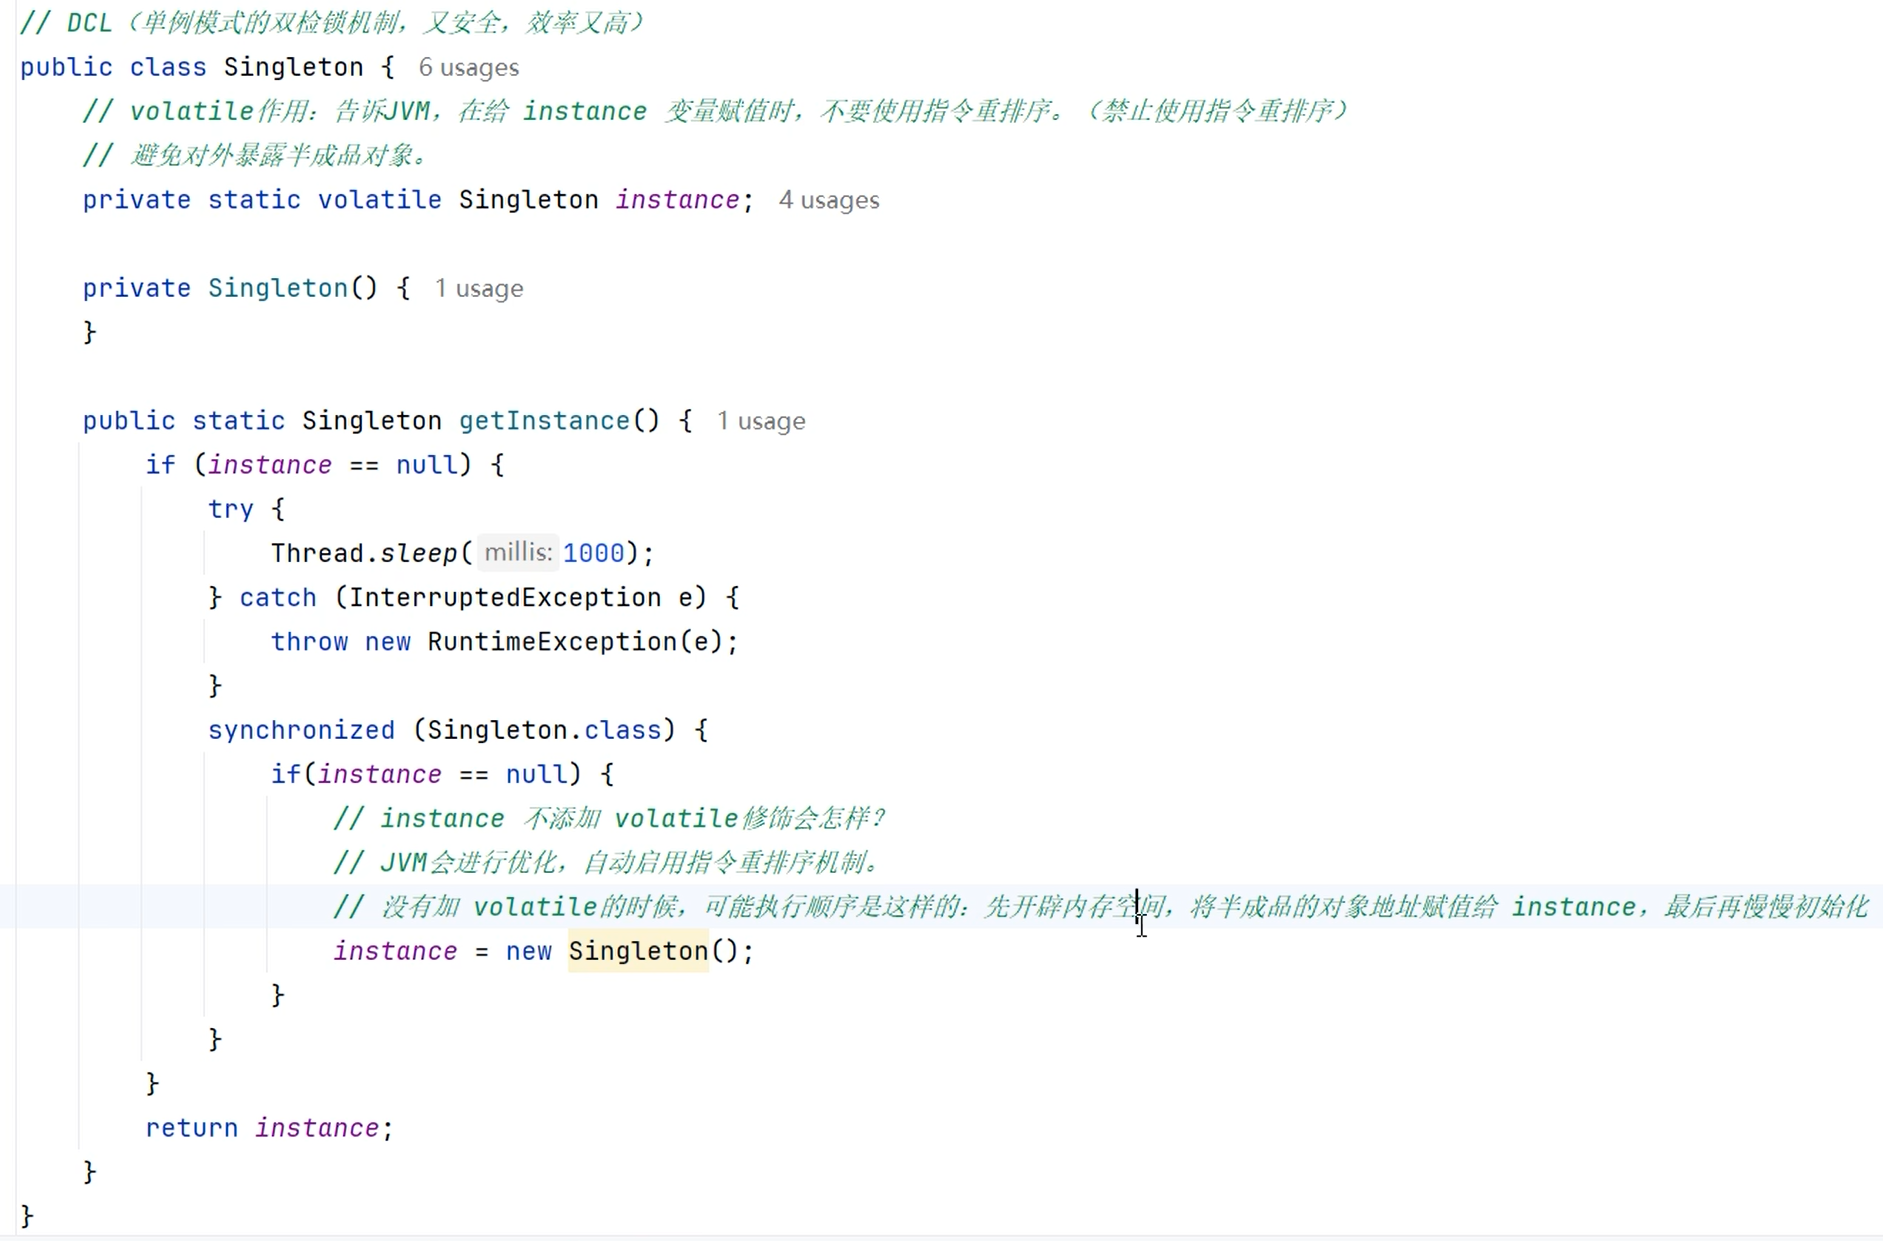 // DCL（单例模式的双检锁机制，又安全，效率又高）
public class Singleton { 6 usages
// volatile作用：告诉JVM，在给 instance 变量赋值时，不要使用指令重排序。（禁止使用指令重排序）
// 避免对外暴露半成品对象。
private static volatile Singleton instance; 4 usages
private Singleton() { 1 usage
}
public static Singleton getInstance() { 1 usage
if (instance == null) {
try {
Thread.sleep( millis: 1000);
} catch (InterruptedException e) {
throw new RuntimeException(e);
}
synchronized (Singleton.class) {
if(instance == null) {
// instance 不添加 volatile修饰会怎样？
// JVM会进行优化，自动启用指令重排序机制。
// 没有加 volatile的时候，可能执行顺序是这样的：先开辟内存空间，将半成品的对象地址赋值给 instance，最后再慢慢初始化
instance = new Singleton();
}
}
}
return instance;
}
}